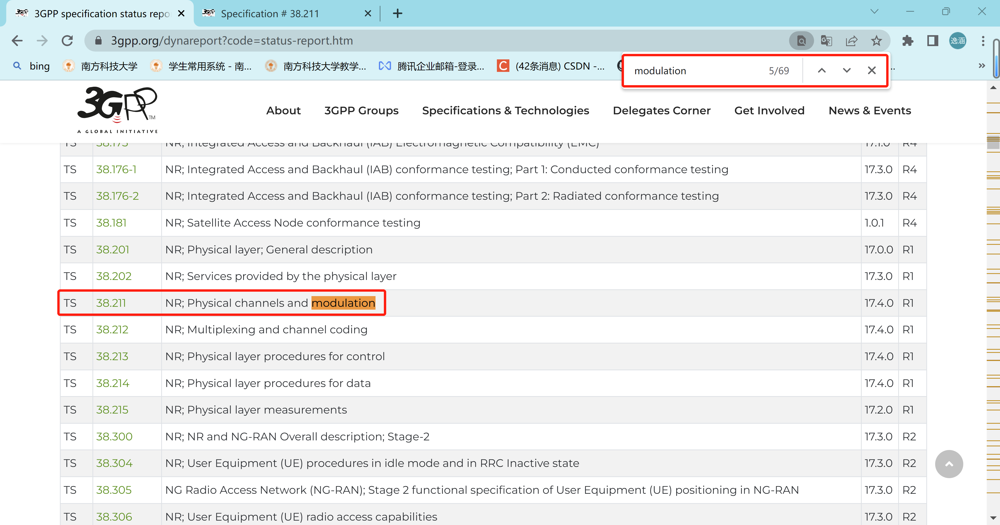 3GPP specification status repo
Specification # 38.211
3gpp.org/dynareport?code=status-report.htm
逸涵
bing
南方科技大学
学生常用系统 - 南...
南方科技大学教学...
腾讯企业邮箱-登录...
(42条消息) CSDN -...
modulation 5/69
3GPP TM
A GLOBAL INITIATIVE
About
3GPP Groups
Specifications & Technologies
Delegates Corner
Get Involved
News & Events
TS 38.175 NR; Integrated Access and Backhaul (IAB) Electromagnetic Compatibility (EMC) 17.1.0 R4
TS 38.176-1 NR; Integrated Access and Backhaul (IAB) conformance testing; Part 1: Conducted conformance testing 17.3.0 R4
TS 38.176-2 NR; Integrated Access and Backhaul (IAB) conformance testing; Part 2: Radiated conformance testing 17.3.0 R4
TS 38.181 NR; Satellite Access Node conformance testing 1.0.1 R4
TS 38.201 NR; Physical layer; General description 17.0.0 R1
TS 38.202 NR; Services provided by the physical layer 17.3.0 R1
TS 38.211 NR; Physical channels and modulation 17.4.0 R1
TS 38.212 NR; Multiplexing and channel coding 17.4.0 R1
TS 38.213 NR; Physical layer procedures for control 17.4.0 R1
TS 38.214 NR; Physical layer procedures for data 17.4.0 R1
TS 38.215 NR; Physical layer measurements 17.2.0 R1
TS 38.300 NR; NR and NG-RAN Overall description; Stage-2 17.3.0 R2
TS 38.304 NR; User Equipment (UE) procedures in idle mode and in RRC Inactive state 17.3.0 R2
TS 38.305 NG Radio Access Network (NG-RAN); Stage 2 functional specification of User Equipment (UE) positioning in NG-RAN 17.3.0 R2
TS 38.306 NR; User Equipment (UE) radio access capabilities 17.3.0 R2